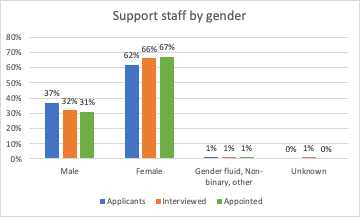 Support staff by gender
80%
70%
60%
50%
40%
30%
20%
10%
0%
37%
32%
31%
62%
66%
67%
1%
1%
1%
0%
1%
0%
Male
Female
Gender fluid, Non-
binary, other
Unknown
Applicants
Interviewed
Appointed